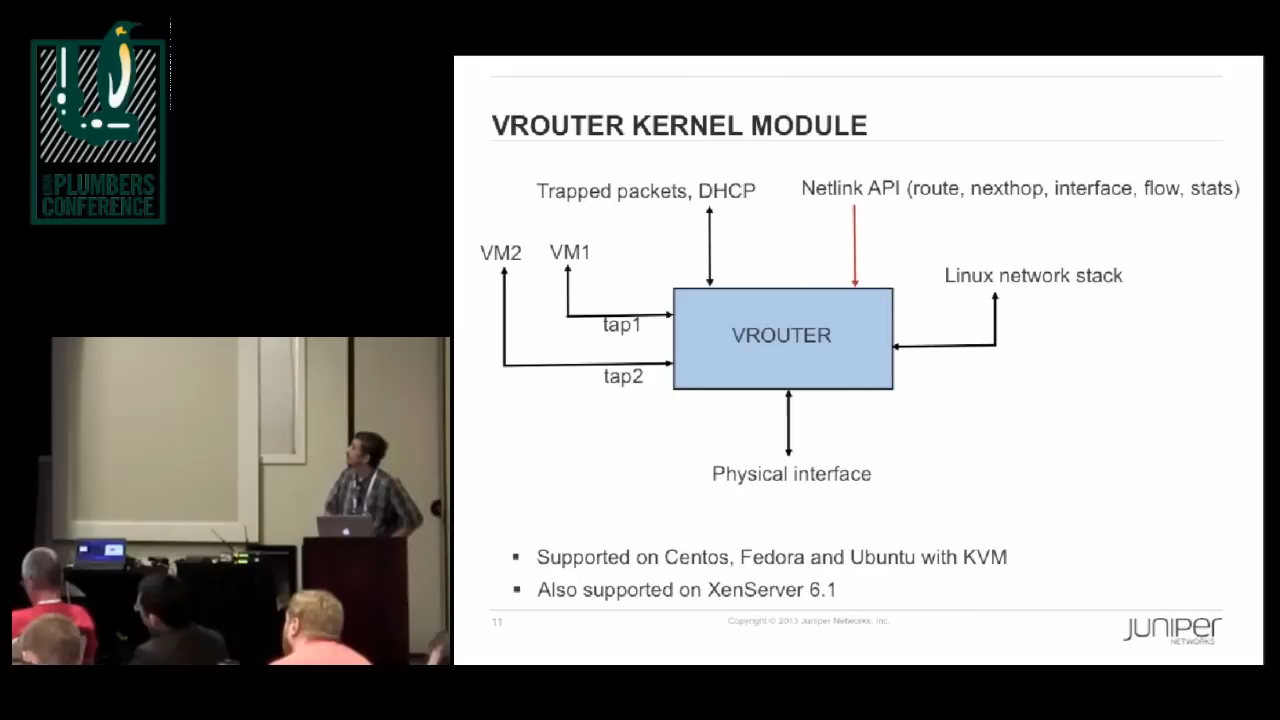 PLUMBERS
CONFERENCE
VROUTER KERNEL MODULE
Trapped packets, DHCP
Netlink API (route, nexthop, interface, flow, stats)
VM2
VM1
Linux network stack
tap1
VROUTER
tap2
Physical interface
▪ Supported on Centos, Fedora and Ubuntu with KVM
▪ Also supported on XenServer 6.1
11
Copyright © 2013 Juniper Networks, Inc.
JUNIPER
NETWORKS